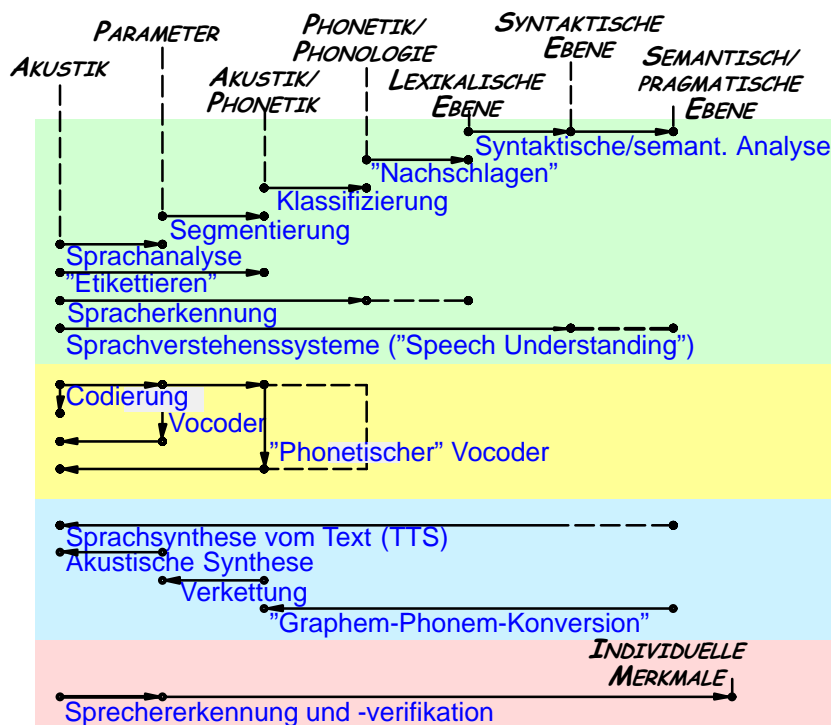 AKUSTIK
PARAMETER
AKUSTIK/
PHONETIK
PHONETIK/
PHONOLOGIE
LEXIKALISCHE
EBENE
SYNTAKTISCHE
EBENE
SEMANTISCH/
PRAGMATISCHE
EBENE
Syntaktische/semant. Analyse
”Nachschlagen”
Klassifizierung
Segmentierung
Sprachanalyse
”Etikettieren”
Spracherkennung
Sprachverstehenssysteme (”Speech Understanding”)
Codierung
Vocoder
”Phonetischer” Vocoder
Sprachsynthese vom Text (TTS)
Akustische Synthese
Verkettung
”Graphem-Phonem-Konversion”
INDIVIDUELLE
MERKMALE
Sprechererkennung und -verifikation